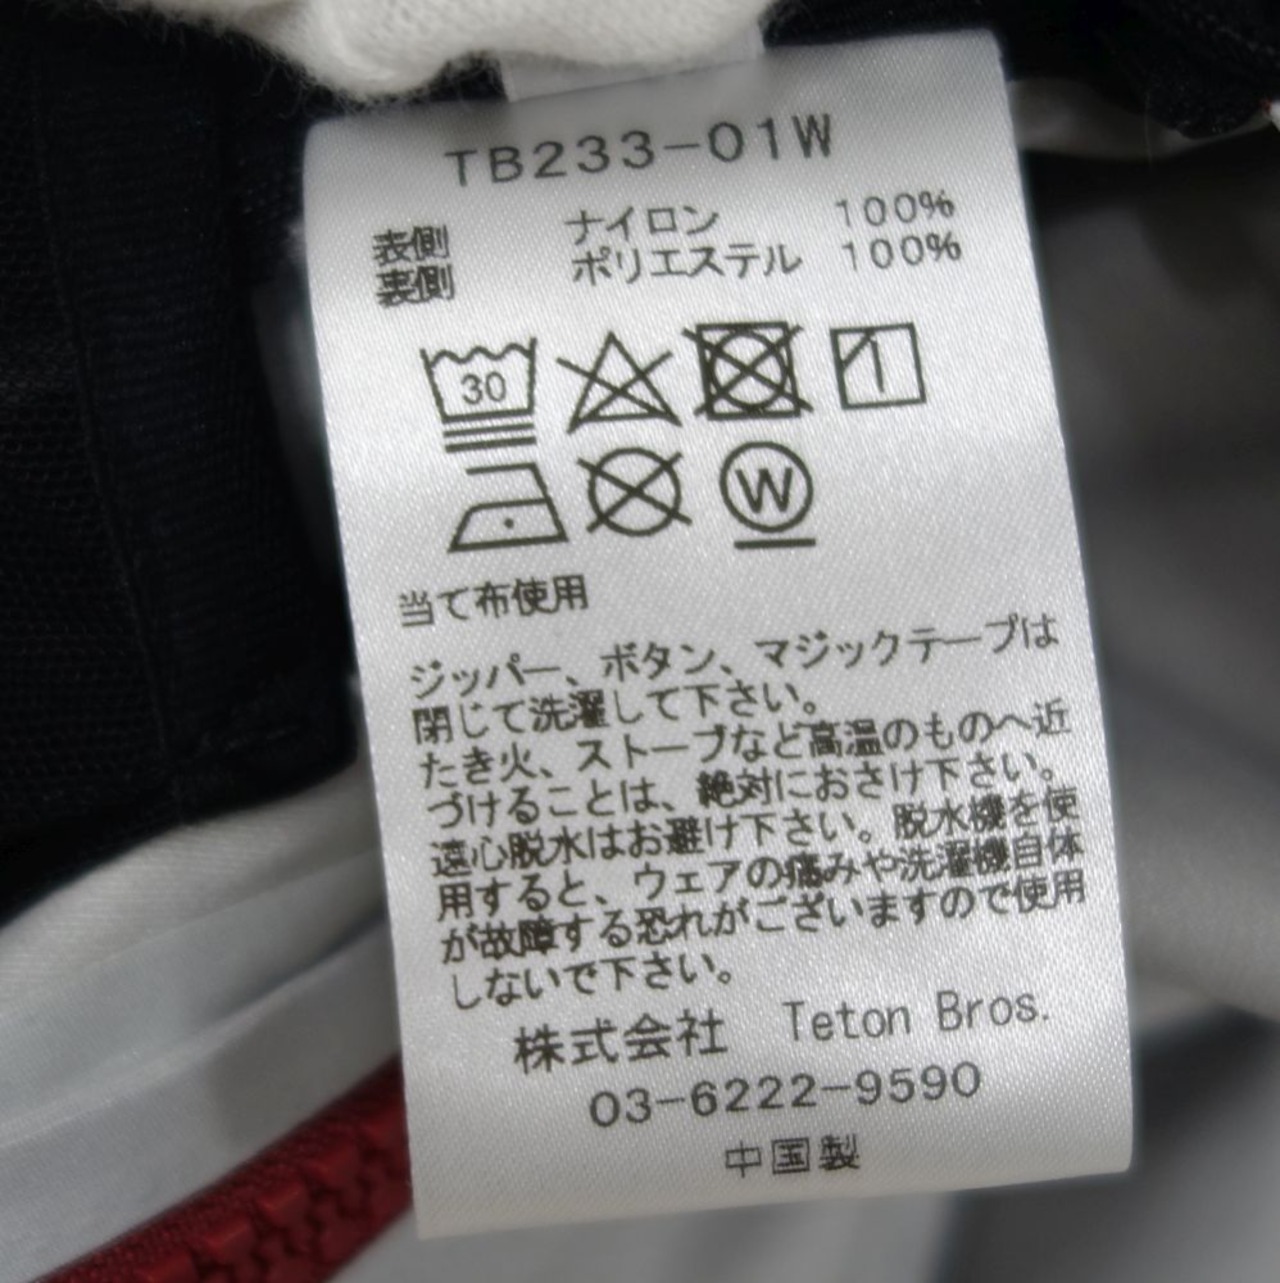 TB233-01W
表側 ナイロン 100%
裏側 ポリエステル 100%
30
W
当て布使用
ジッパー、ボタン、マジックテープは
閉じて洗濯して下さい。
たき火、ストーブなど高温のものへ近
づけることは、絶対におさけ下さい。
遠心脱水はお避け下さい。脱水機を使
用すると、ウェアの痛みや洗濯機自体
が故障する恐れがございますので使用
しないで下さい。
株式会社 Teton Bros.
03-6222-9590
中国製